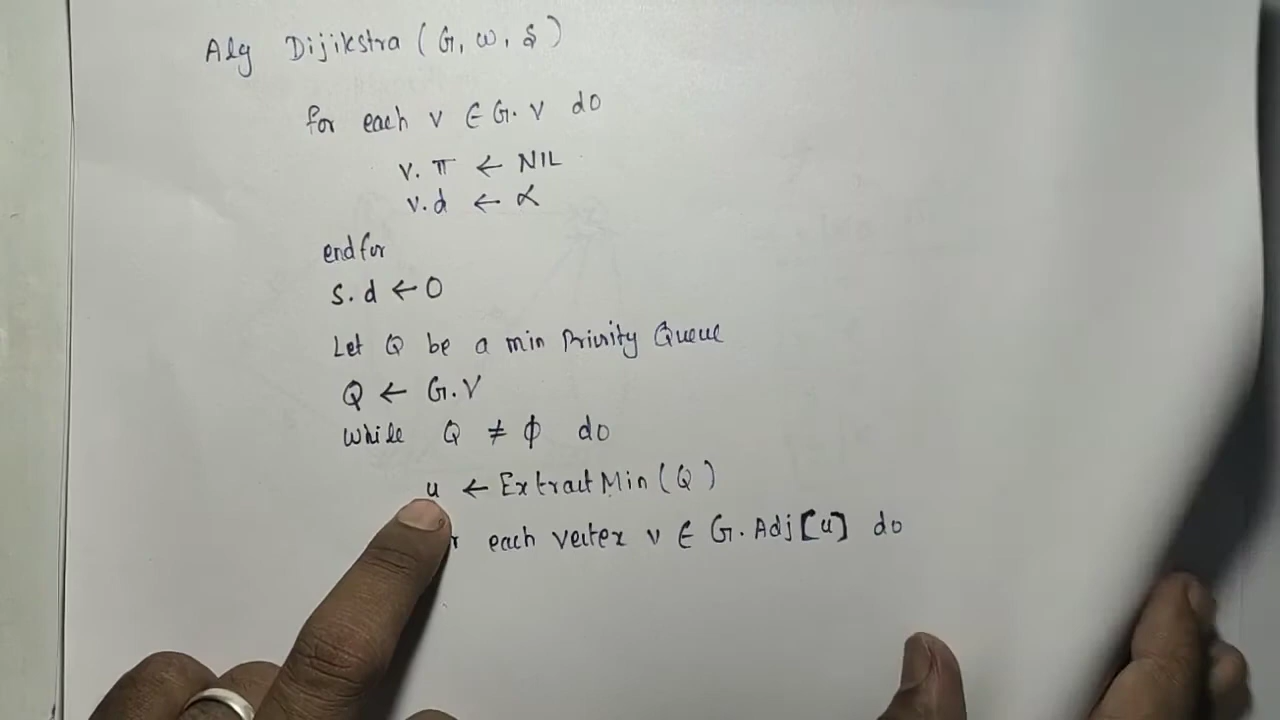 Alg Dijikstra (G, w, s)
for each v ∈ G.V do
v.π ← NIL
v.d ← ∝
endfor
s.d ← 0
Let Q be a min Priority Queue
Q ← G.V
while Q ≠ ϕ do
u ← ExtractMin(Q)
each vertex v ∈ G.Adj[u] do